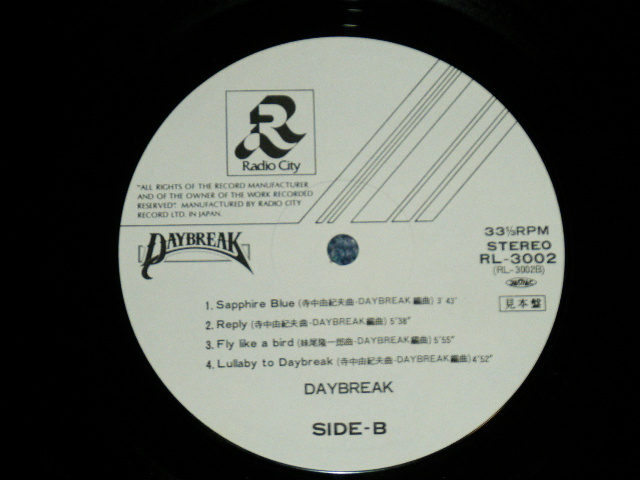 Radio City
"ALL RIGHTS OF THE RECORD MANUFACTURER
AND OF THE OWNER OF THE WORK RECORDED
RESERVED". MANUFACTURED BY RADIO CITY
RECORD LTD. IN JAPAN.
DAYBREAK
33⅓RPM
STEREO
RL-3002
(RL-3002B)
見本盤
1. Sapphire Blue (寺中由紀夫曲-DAYBREAK編曲) 3'43"
2. Reply (寺中由紀夫曲-DAYBREAK編曲) 5'38"
3. Fly like a bird (妹尾隆一郎曲-DAYBREAK編曲) 5'55"
4. Lullaby to Daybreak (寺中由紀夫曲-DAYBREAK編曲) 4'52"
DAYBREAK
SIDE-B